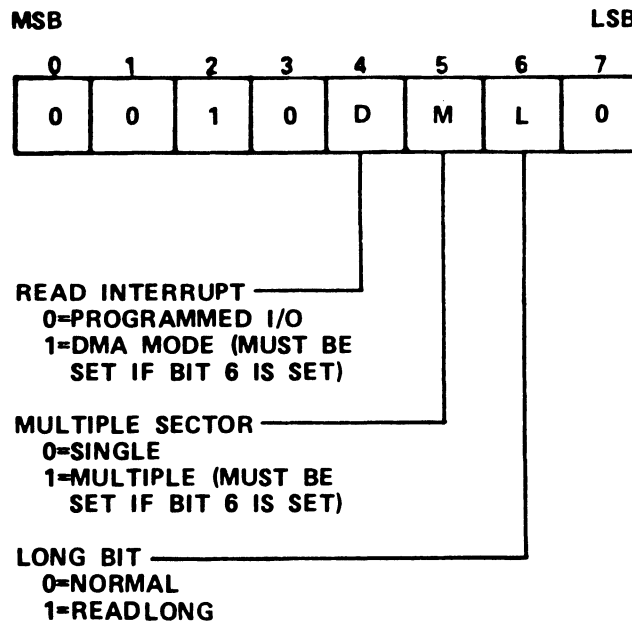 MSB LSB
0 1 2 3 4 5 6 7
0 0 1 0 D M L 0
READ INTERRUPT
0=PROGRAMMED I/O
1=DMA MODE (MUST BE
SET IF BIT 6 IS SET)
MULTIPLE SECTOR
0=SINGLE
1=MULTIPLE (MUST BE
SET IF BIT 6 IS SET)
LONG BIT
0=NORMAL
1=READLONG